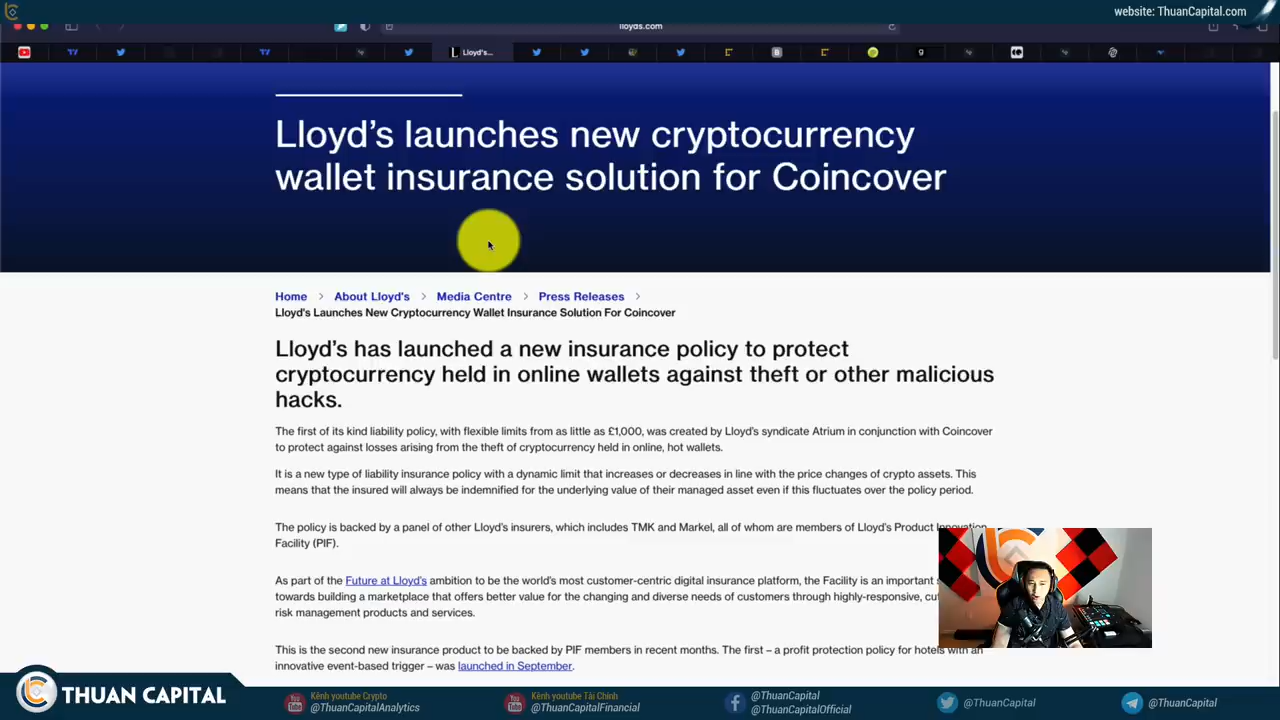 website: ThuanCapital.com
lloyds.com
Lloyd's...
Lloyd's launches new cryptocurrency
wallet insurance solution for Coincover
Home > About Lloyd's > Media Centre > Press Releases >
Lloyd's Launches New Cryptocurrency Wallet Insurance Solution For Coincover
Lloyd's has launched a new insurance policy to protect
cryptocurrency held in online wallets against theft or other malicious
hacks.
The first of its kind liability policy, with flexible limits from as little as £1,000, was created by Lloyd's syndicate Atrium in conjunction with Coincover
to protect against losses arising from the theft of cryptocurrency held in online, hot wallets.
It is a new type of liability insurance policy with a dynamic limit that increases or decreases in line with the price changes of crypto assets. This
means that the insured will always be indemnified for the underlying value of their managed asset even if this fluctuates over the policy period.
The policy is backed by a panel of other Lloyd's insurers, which includes TMK and Markel, all of whom are members of Lloyd's Product Innovation
Facility (PIF).
As part of the Future at Lloyd's ambition to be the world's most customer-centric digital insurance platform, the Facility is an important
towards building a marketplace that offers better value for the changing and diverse needs of customers through highly-responsive,
risk management products and services.
This is the second new insurance product to be backed by PIF members in recent months. The first – a profit protection policy for hotels with an
innovative event-based trigger – was launched in September.
THUAN CAPITAL
Kênh youtube Crypto
@ThuanCapitalAnalytics
Kênh youtube Tài Chính
@ThuanCapitalFinancial
@ThuanCapital
@ThuanCapitalOfficial
@ThuanCapital
@ThuanCapital